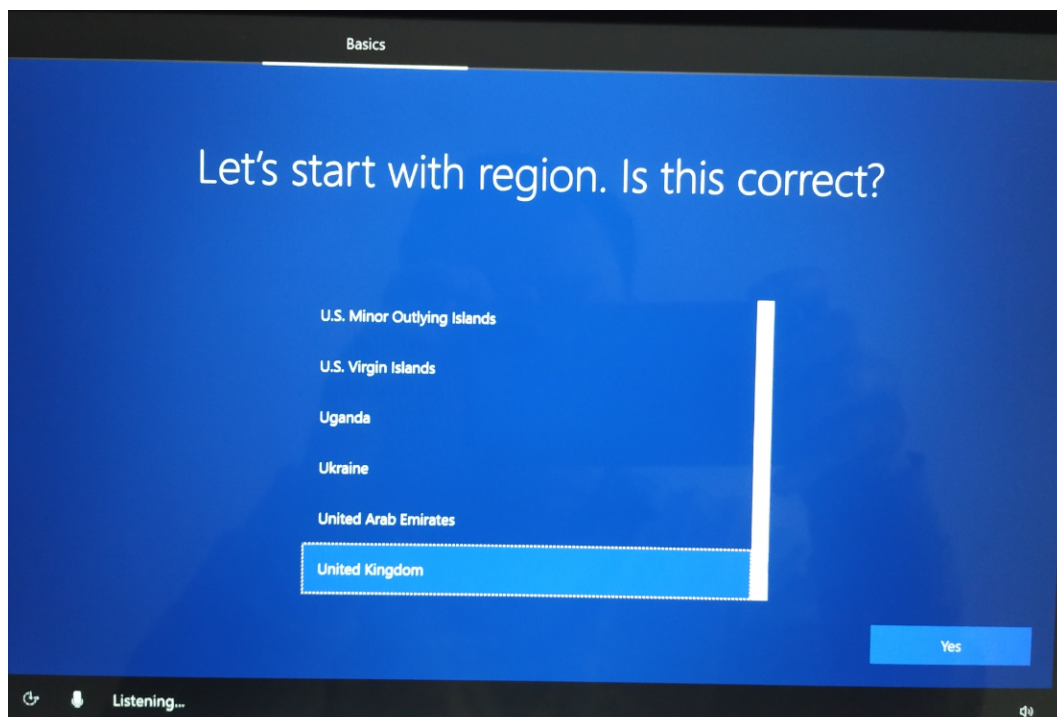 Basics
Let's start with region. Is this correct?
U.S. Minor Outlying Islands
U.S. Virgin Islands
Uganda
Ukraine
United Arab Emirates
United Kingdom
Yes
Listening...